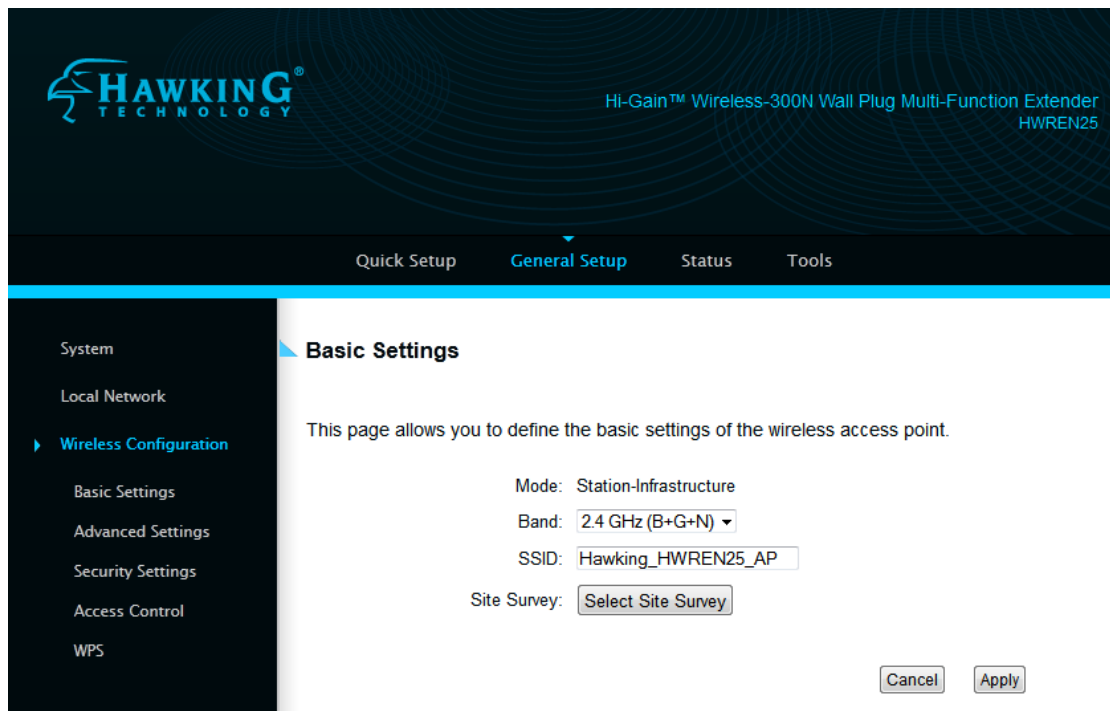 HAWKING®
TECHNOLOGY
Hi-Gain™ Wireless-300N Wall Plug Multi-Function Extender
HWREN25
Quick Setup General Setup Status Tools
System
Local Network
Wireless Configuration
Basic Settings
Advanced Settings
Security Settings
Access Control
WPS
Basic Settings
This page allows you to define the basic settings of the wireless access point.
Mode: Station-Infrastructure
Band: 2.4 GHz (B+G+N)
SSID: Hawking_HWREN25_AP
Site Survey: Select Site Survey
Cancel Apply